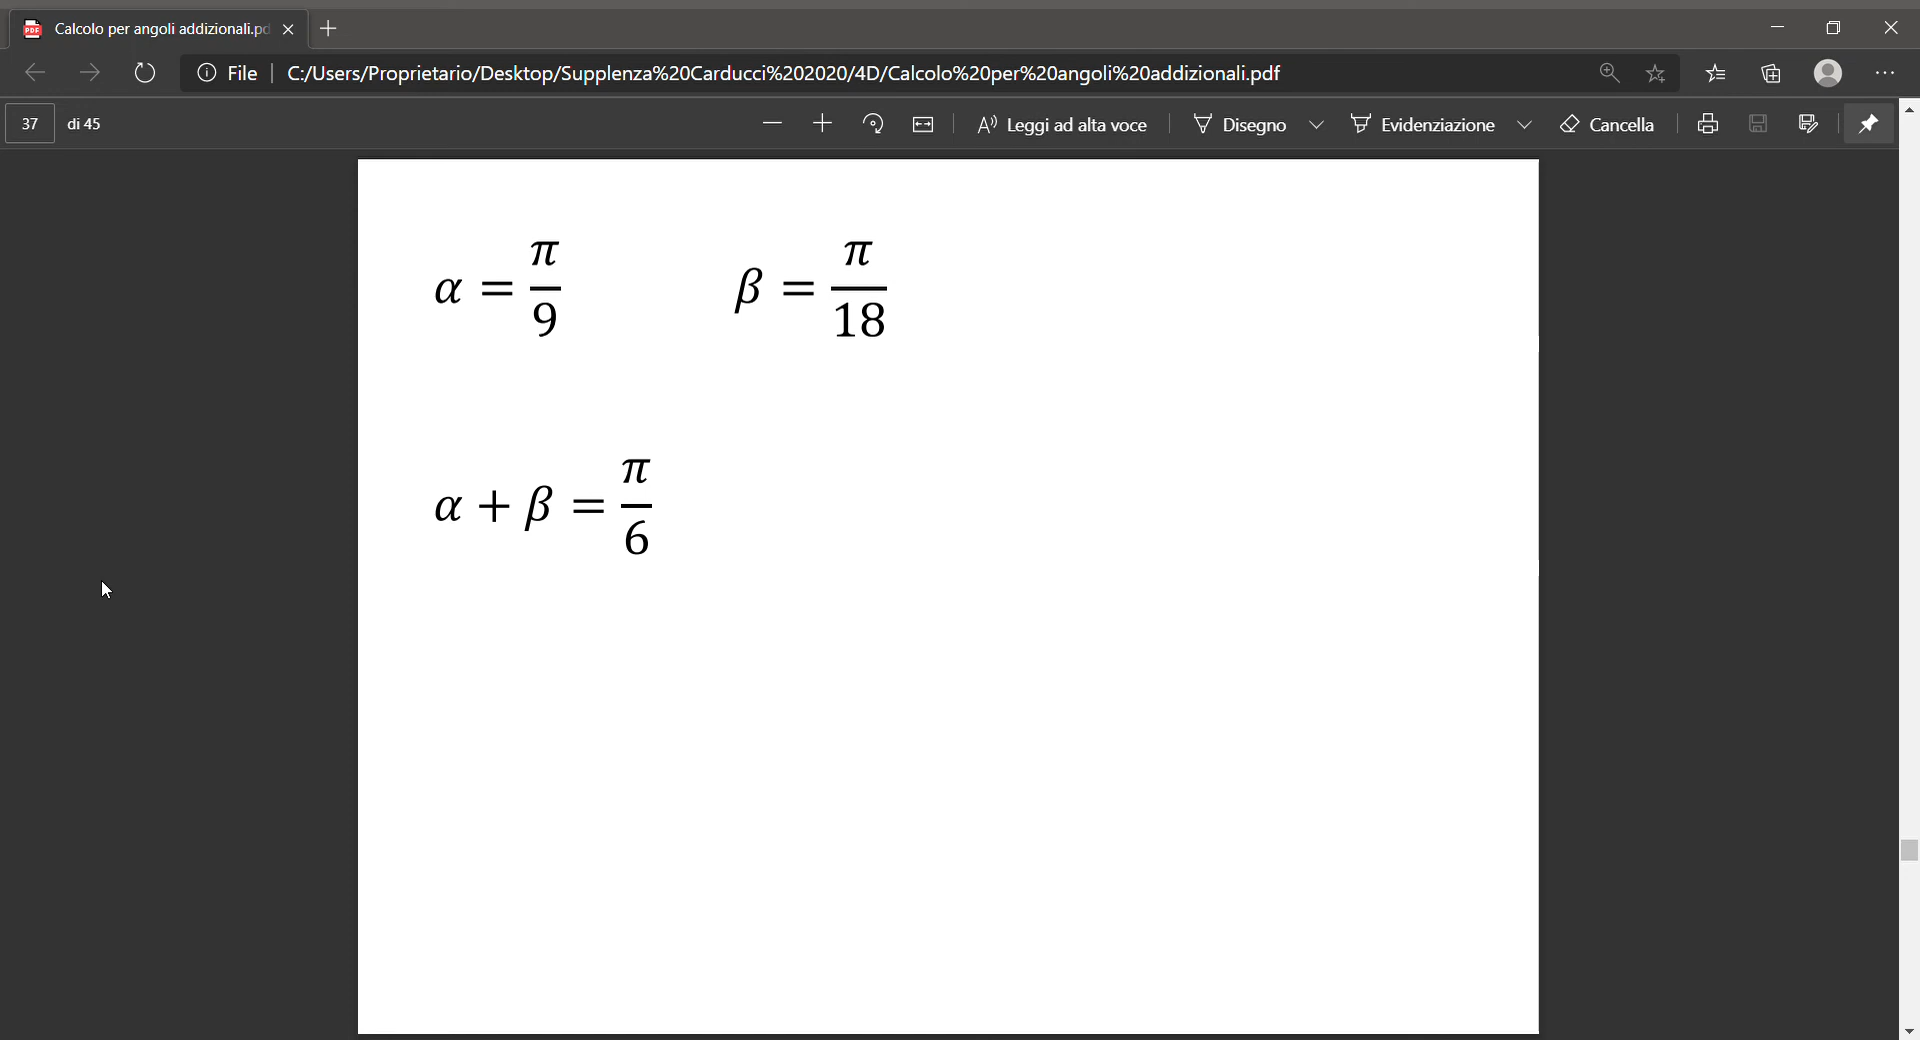 Calcolo per angoli addizionali.pd
File
C:/Users/Proprietario/Desktop/Supplenza%20Carducci%202020/4D/Calcolo%20per%20angoli%20addizionali.pdf
37 di 45
Leggi ad alta voce
Disegno
Evidenziazione
Cancella
α = π/9
β = π/18
α + β = π/6